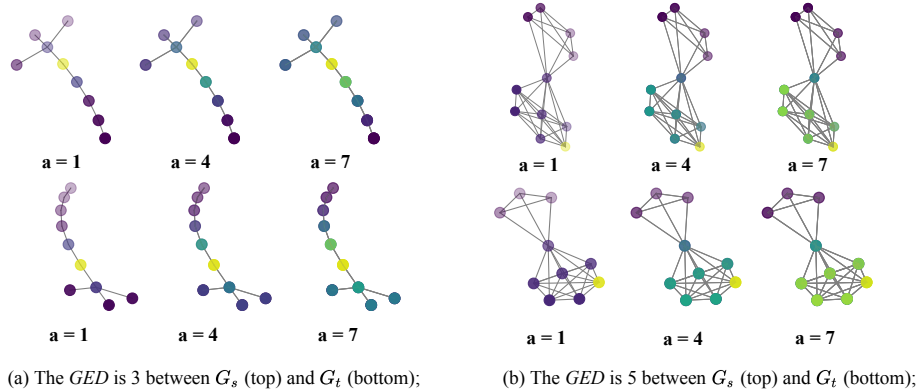 a = 1 a = 4 a = 7 a = 1 a = 4 a = 7
a = 1 a = 4 a = 7 a = 1 a = 4 a = 7
(a) The GED is 3 between Gₛ (top) and Gₜ (bottom); (b) The GED is 5 between Gₛ (top) and Gₜ (bottom);